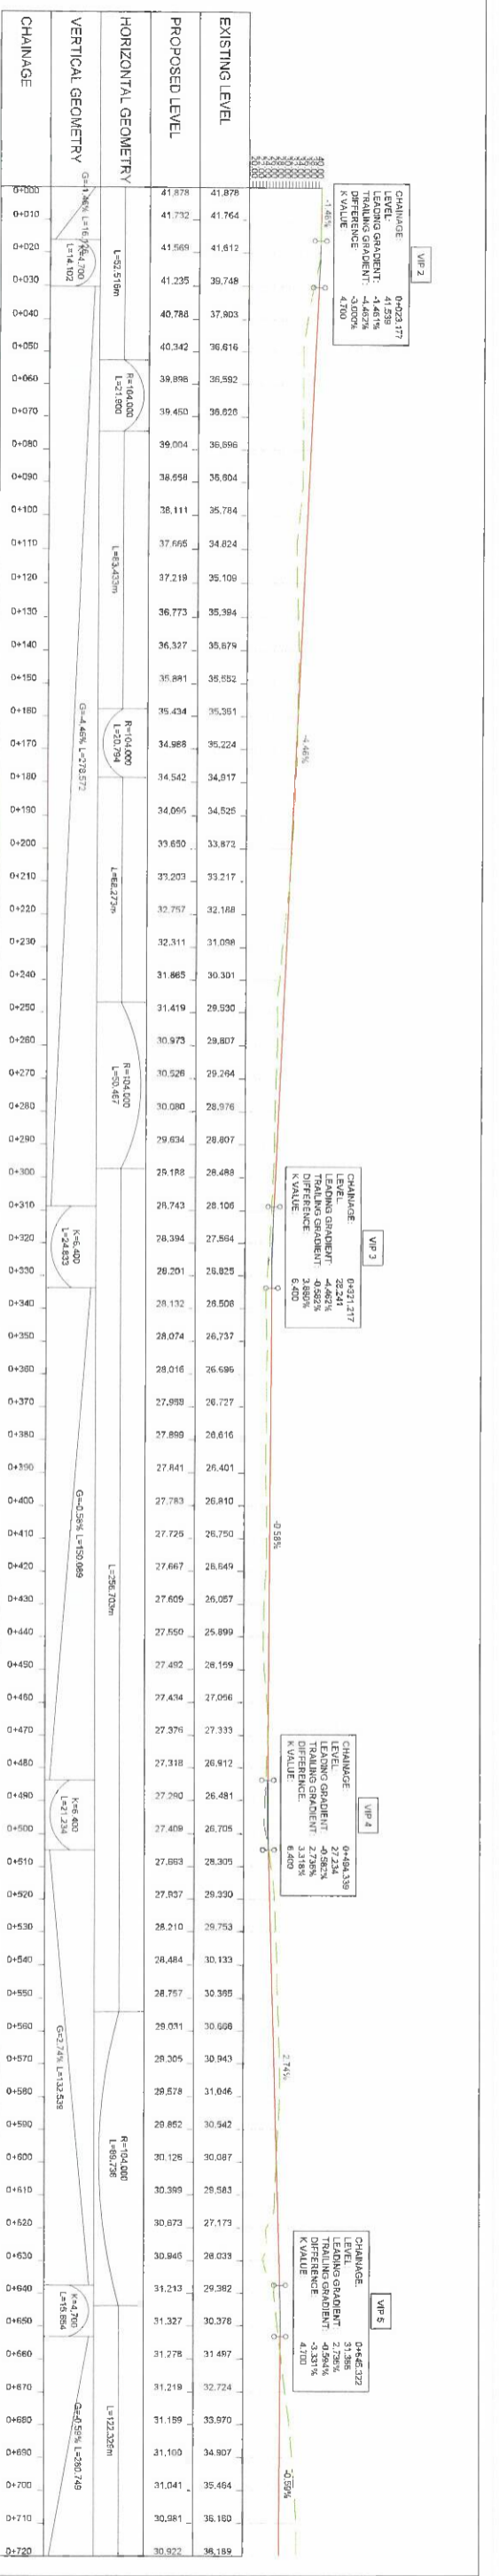 VIP 2
CHAINAGE: 0+023.177
LEVEL: 41.539
LEADING GRADIENT: -1.461%
TRAILING GRADIENT: -4.462%
DIFFERENCE: -3.000%
K VALUE 4.700
VIP 3
CHAINAGE: 0+321.217
LEVEL 28.241
LEADING GRADIENT: -4.462%
TRAILING GRADIENT: -0.582%
DIFFERENCE: 3.880%
K VALUE 6.400
VIP 4
CHAINAGE: 0+494.339
LEVEL 27.234
LEADING GRADIENT: -0.582%
TRAILING GRADIENT 2.736%
DIFFERENCE: 3.318%
K VALUE: 6.400
VIP 5
CHAINAGE: 0+645.322
LEVEL 31.366
LEADING GRADIENT 2.736%
TRAILING GRADIENT: -0.594%
DIFFERENCE: -3.331%
K VALUE: 4.700
-1.46% -4.46% -0.58% 2.74% -0.59%
EXISTING LEVEL 41.878 41.764 41.612 39.748 37.903 36.616 36.592 36.628 36.696 36.604 35.784 34.824 35.109 35.394 35.679 35.552 35.351 35.224 34.917 34.525 33.872 33.217 32.188 31.098 30.301 29.530 29.807 29.264 28.976 28.807 28.488 28.106 27.564 26.825 26.506 26.737 26.696 26.727 26.616 26.401 26.810 26.750 26.649 26.057 25.899 26.159 27.056 27.333 26.912 26.481 26.705 28.305 29.330 29.753 30.133 30.365 30.668 30.943 31.046 30.542 30.087 29.583 27.173 28.033 29.382 30.378 31.497 32.724 33.970 34.907 35.464 36.160 36.189
PROPOSED LEVEL 41.878 41.732 41.569 41.235 40.788 40.342 39.896 39.450 39.004 38.558 38.111 37.665 37.219 36.773 36.327 35.881 35.434 34.988 34.542 34.096 33.650 33.203 32.757 32.311 31.865 31.419 30.973 30.526 30.080 29.634 29.188 28.743 28.394 28.201 28.132 28.074 28.016 27.958 27.899 27.841 27.783 27.725 27.667 27.609 27.550 27.492 27.434 27.376 27.318 27.290 27.409 27.663 27.937 28.210 28.484 28.757 29.031 29.305 29.578 29.852 30.126 30.399 30.673 30.946 31.213 31.327 31.278 31.219 31.159 31.100 31.041 30.981 30.922
HORIZONTAL GEOMETRY L=52.516m R=104.000 L=21.900 L=83.433m R=104.000 L=20.794 L=68.273m R=104.000 L=50.467 L=256.703m R=104.000 L=89.736 L=122.329m
VERTICAL GEOMETRY G=-1.46% L=16.126 K=4.700 L=14.102 G=-4.46% L=278.572 K=6.400 L=24.833 G=-0.58% L=150.089 K=6.400 L=21.234 G=2.74% L=132.539 K=4.700 L=15.654 G=-0.59% L=280.749
CHAINAGE 0+000 0+010 0+020 0+030 0+040 0+050 0+060 0+070 0+080 0+090 0+100 0+110 0+120 0+130 0+140 0+150 0+160 0+170 0+180 0+190 0+200 0+210 0+220 0+230 0+240 0+250 0+260 0+270 0+280 0+290 0+300 0+310 0+320 0+330 0+340 0+350 0+360 0+370 0+380 0+390 0+400 0+410 0+420 0+430 0+440 0+450 0+460 0+470 0+480 0+490 0+500 0+510 0+520 0+530 0+540 0+550 0+560 0+570 0+580 0+590 0+600 0+610 0+620 0+630 0+640 0+650 0+660 0+670 0+680 0+690 0+700 0+710 0+720